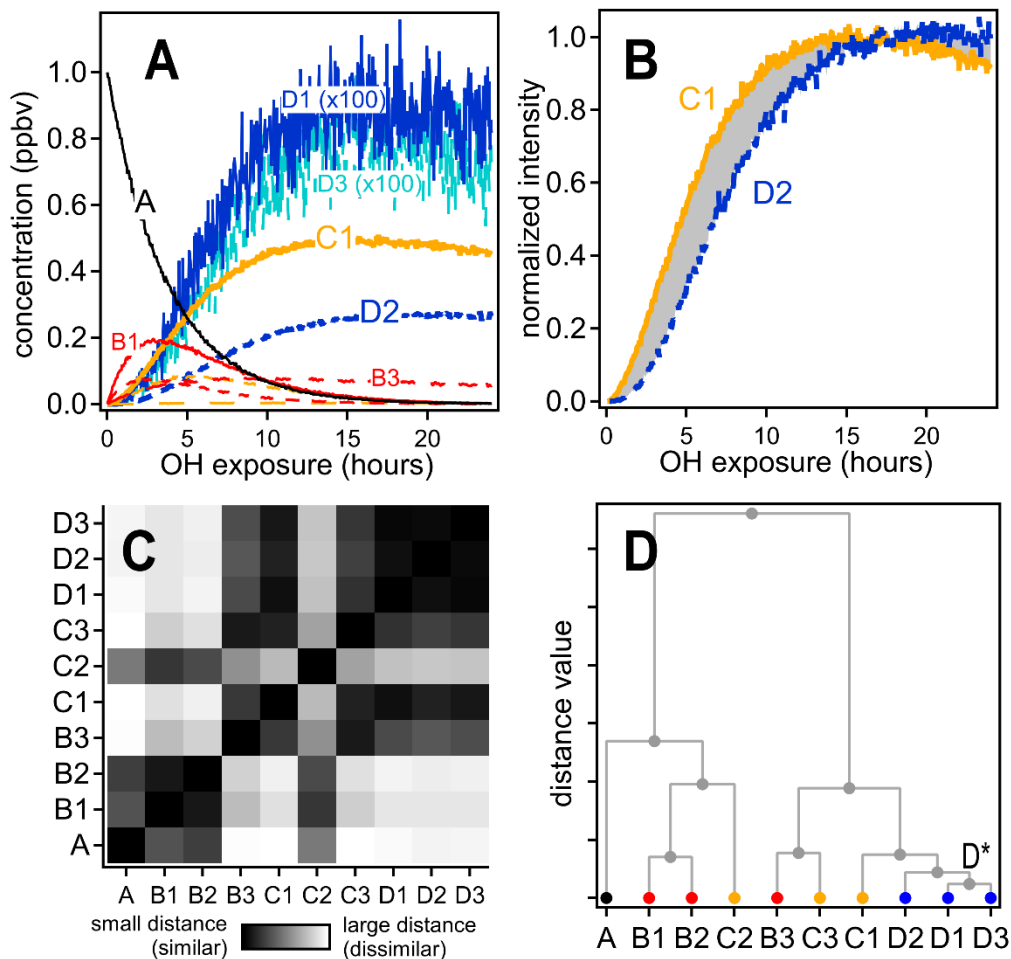 A
concentration (ppbv)
1.0
0.8
0.6
0.4
0.2
0.0
D1 (x100)
D3 (x100)
A
C1
D2
B1
B3
0
5
10
15
20
OH exposure (hours)
B
normalized intensity
1.0
0.8
0.6
0.4
0.2
0.0
C1
D2
0
5
10
15
20
OH exposure (hours)
C
D3
D2
D1
C3
C2
C1
B3
B2
B1
A
A B1 B2 B3 C1 C2 C3 D1 D2 D3
small distance
(similar)
large distance
(dissimilar)
D
distance value
D*
A B1 B2 C2 B3 C3 C1 D2 D1 D3